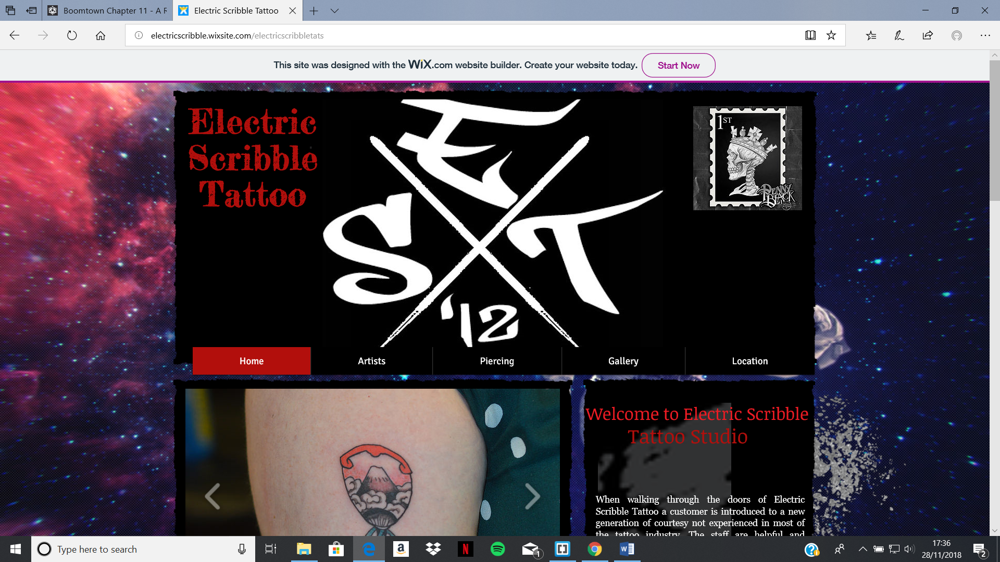 Boomtown Chapter 11 - A R
Electric Scribble Tattoo
electricscribble.wixsite.com/electricscribbletats
This site was designed with the WiX.com website builder. Create your website today.
Start Now
Electric
Scribble
Tattoo
E
S T
'12
1ST
PENNY
BLACK
Home
Artists
Piercing
Gallery
Location
Welcome to Electric Scribble
Tattoo Studio
When walking through the doors of Electric
Scribble Tattoo a customer is introduced to a new
generation of courtesy not experienced in most of
the tattoo industry. The staff are helpful and
Type here to search
1
17:36
28/11/2018
2